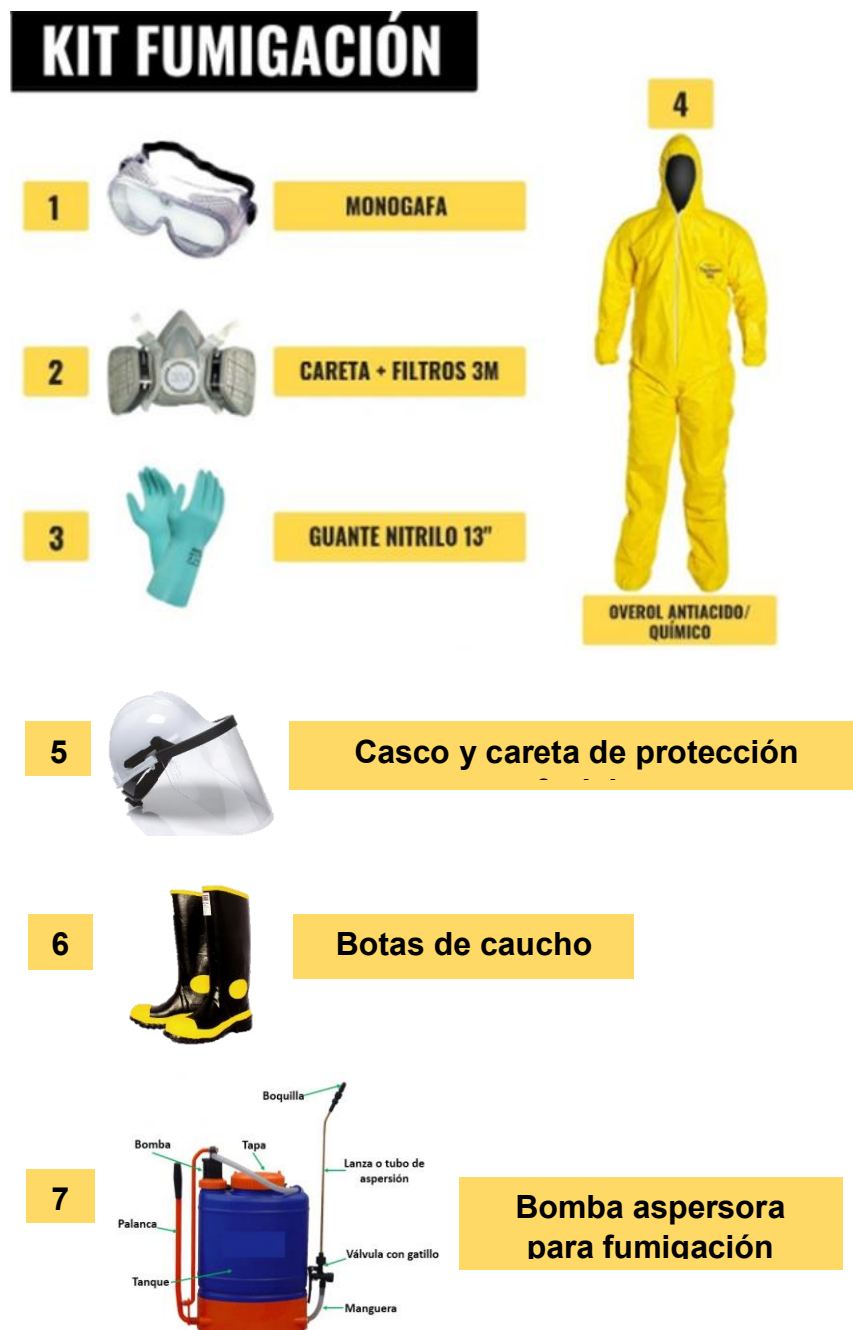 KIT FUMIGACIÓN
4
1
MONOGAFA
2
CARETA + FILTROS 3M
3
GUANTE NITRILO 13"
OVEROL ANTIACIDO/
QUÍMICO
5
Casco y careta de protección
6
Botas de caucho
7
Boquilla
Bomba
Tapa
Lanza o tubo de
aspersión
Palanca
Válvula con gatillo
Tanque
Manguera
Bomba aspersora
para fumigación